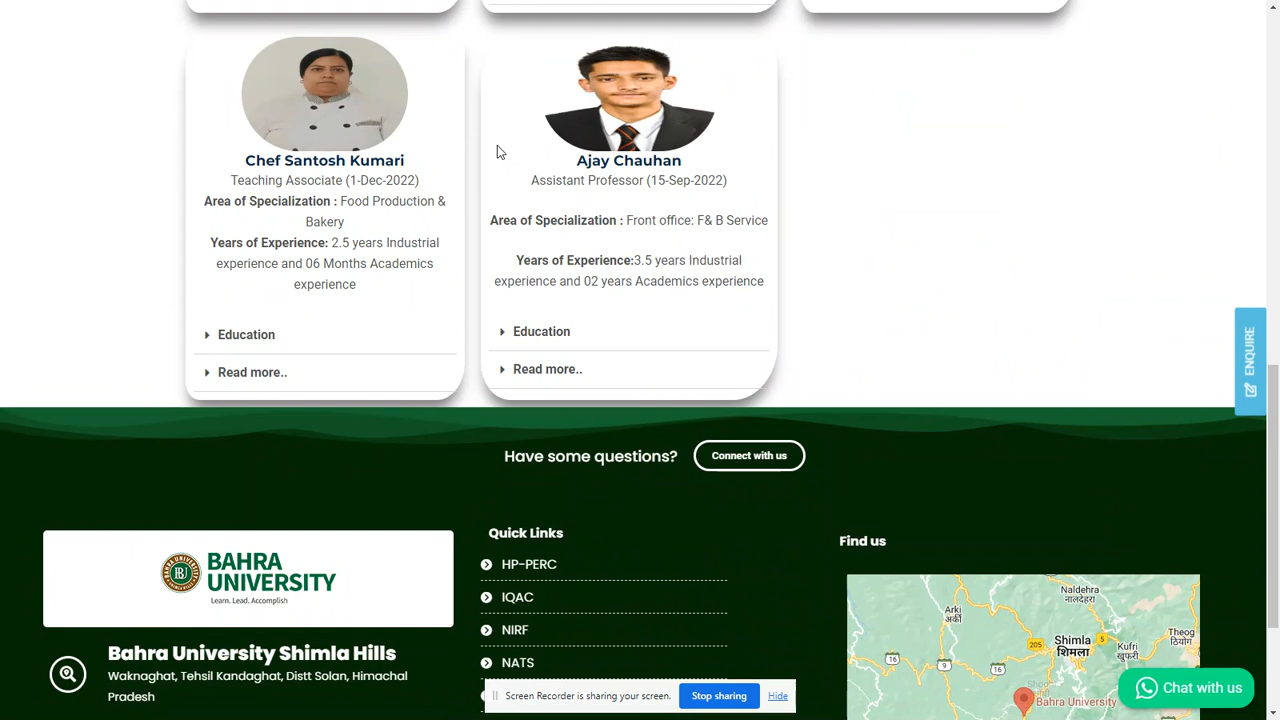 Chef Santosh Kumari
Teaching Associate (1-Dec-2022)
Area of Specialization : Food Production &
Bakery
Years of Experience: 2.5 years Industrial
experience and 06 Months Academics
experience
Education
Read more..
Ajay Chauhan
Assistant Professor (15-Sep-2022)
Area of Specialization : Front office: F& B Service
Years of Experience:3.5 years Industrial
experience and 02 years Academics experience
Education
Read more..
ENQUIRE
Have some questions?
Connect with us
BAHRA
UNIVERSITY
Learn. Lead. Accomplish
Bahra University Shimla Hills
Waknaghat, Tehsil Kandaghat, Distt Solan, Himachal
Pradesh
Quick Links
HP-PERC
IQAC
NIRF
NATS
Find us
Naldehra
नालदेहरा
Arki
अर्की
205
Shimla
शिमला
5
Theog
ठियोग
Kufri
कुफरी
16
9
16
Bahra University
Chat with us
Screen Recorder is sharing your screen.
Stop sharing
Hide